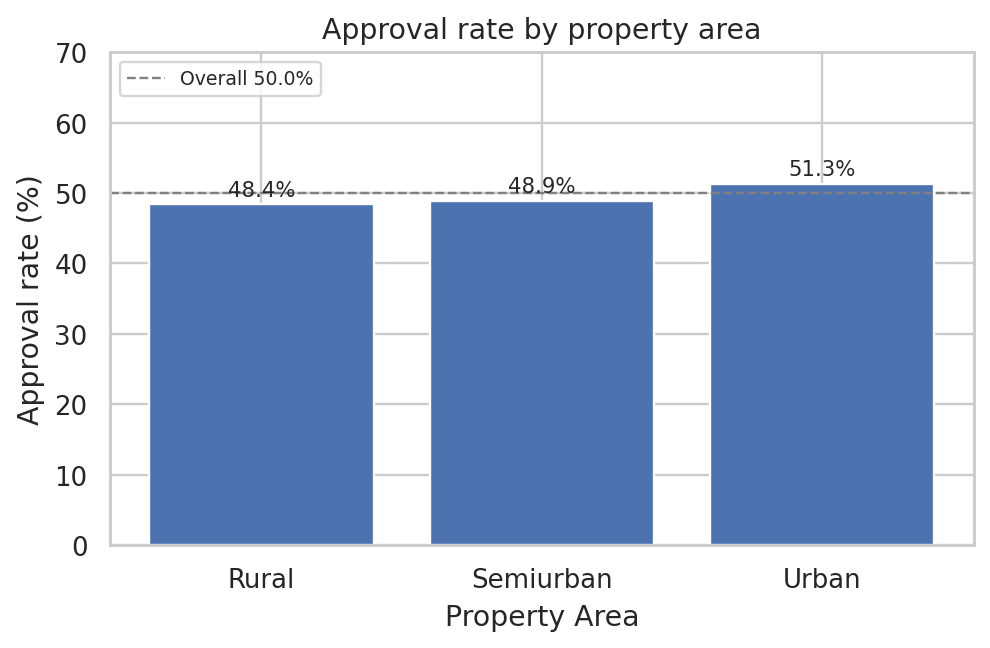 Approval rate by property area
Overall 50.0%
Approval rate (%)
70
60
50
40
30
20
10
0
48.4%
48.9%
51.3%
Rural
Semiurban
Urban
Property Area